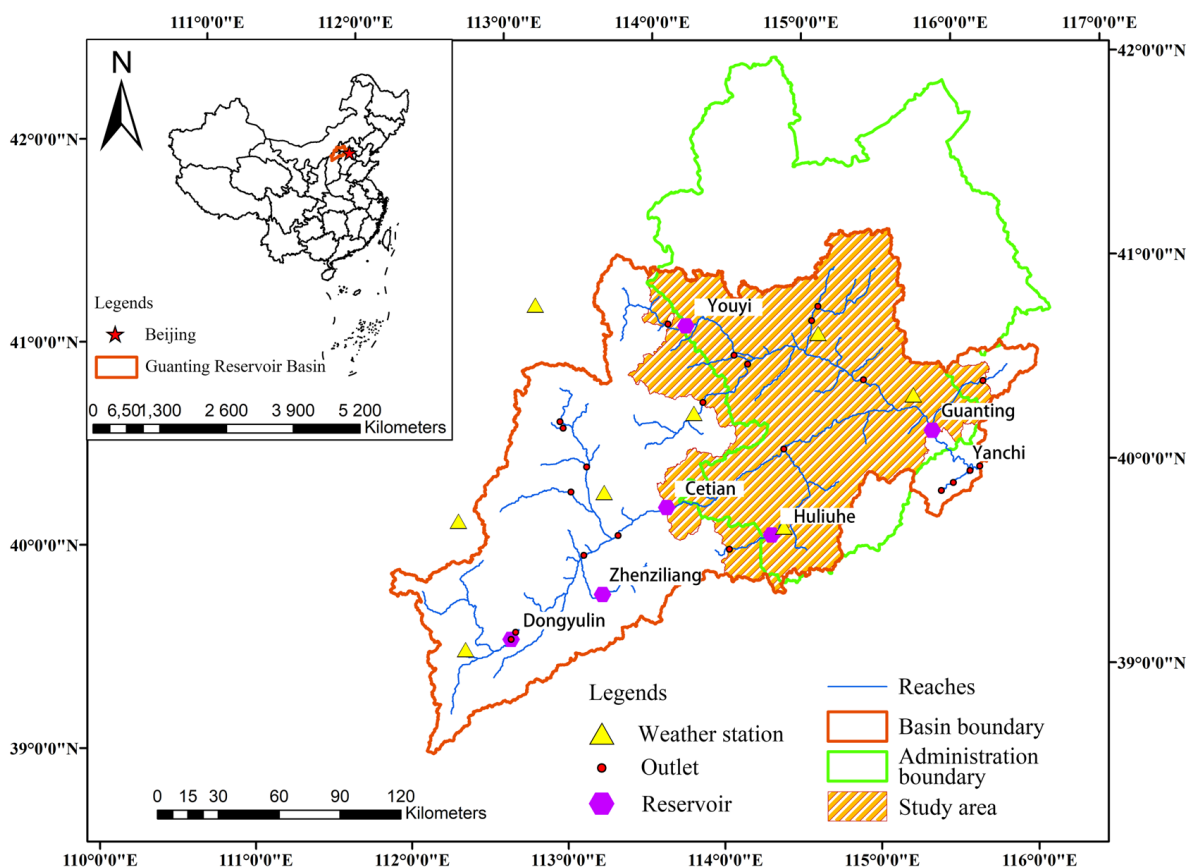 111°0'0"E 112°0'0"E 113°0'0"E 114°0'0"E 115°0'0"E 116°0'0"E 117°0'0"E
42°0'0"N
N
42°0'0"N
Legends
Beijing
Guanting Reservoir Basin
0 6,501,300 2 600 3 900 5 200
Kilometers
41°0'0"N
41°0'0"N
40°0'0"N
40°0'0"N
39°0'0"N
39°0'0"N
Youyi
Guanting
Yanchi
Cetian
Huliuhe
Zhenziliang
Dongyulin
Legends
Weather station
Outlet
Reservoir
Reaches
Basin boundary
Administration
boundary
Study area
0 15 30 60 90 120
Kilometers
110°0'0"E 111°0'0"E 112°0'0"E 113°0'0"E 114°0'0"E 115°0'0"E 116°0'0"E